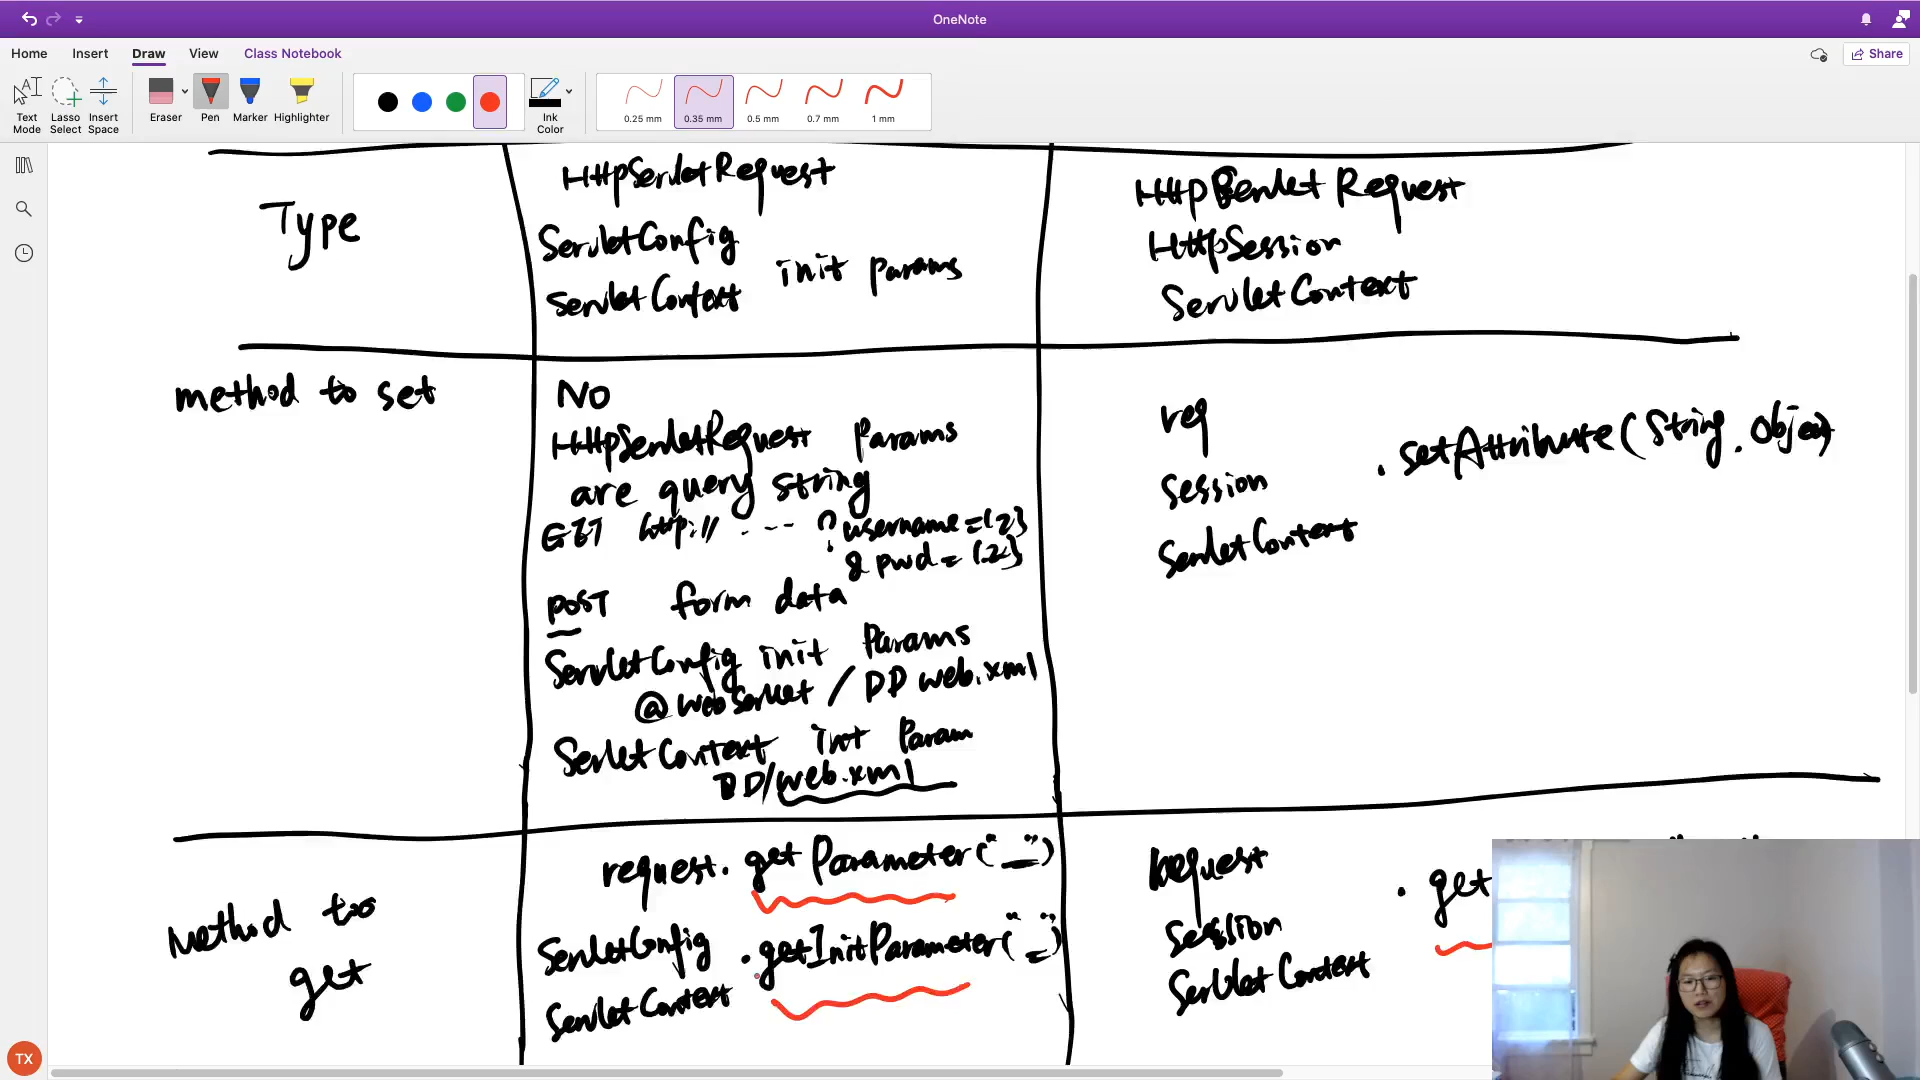 OneNote
Home Insert Draw View Class Notebook
Share
Text Mode
Lasso Select
Insert Space
Eraser
Pen
Marker
Highlighter
Ink Color
0.25 mm
0.35 mm
0.5 mm
0.7 mm
1 mm
Type
HttpServletRequest
ServletConfig
ServletContext
init params
HttpServletRequest
HttpSession
ServletContext
method to set
NO
HttpServletRequest Params
are query string
GET http:// ---- ? username=123
& pwd=123
POST form data
ServletConfig init Params
@WebServlet / DD web.xml
ServletContext init Param
DD/web.xml
req
session
ServletContext
.setAttribute(String, Object)
Method to
get
request.getParameter("_")
ServletConfig
ServletContext
.getInitParameter("_")
Request
Session
ServletContext
.get
TX